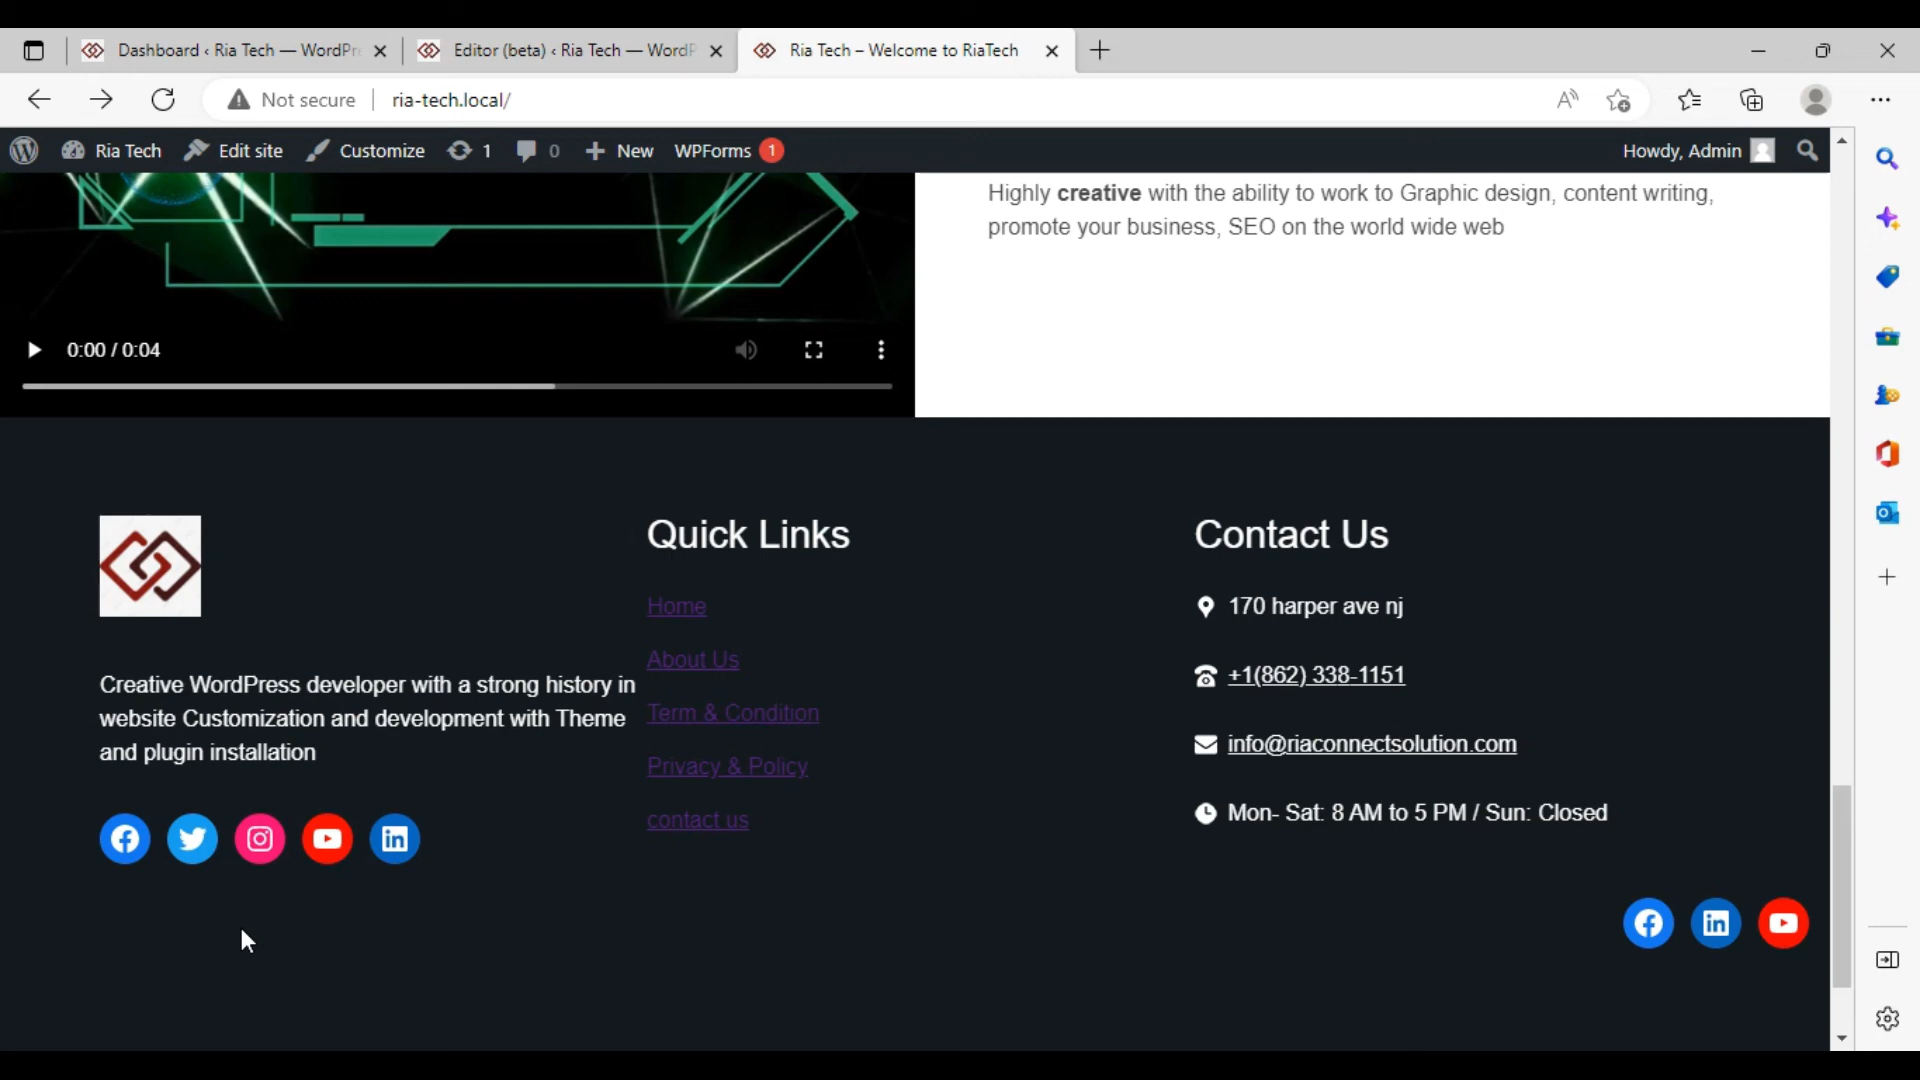 Dashboard ‹ Ria Tech — WordPr
Editor (beta) ‹ Ria Tech — WordP
Ria Tech – Welcome to RiaTech
Not secure
ria-tech.local/
Ria Tech
Edit site
Customize
1
0
New
WPForms 1
Howdy, Admin
Highly creative with the ability to work to Graphic design, content writing,
promote your business, SEO on the world wide web
0:00 / 0:04
Creative WordPress developer with a strong history in
website Customization and development with Theme
and plugin installation
Quick Links
Home
About Us
Term & Condition
Privacy & Policy
contact us
Contact Us
170 harper ave nj
+1(862) 338-1151
info@riaconnectsolution.com
Mon- Sat: 8 AM to 5 PM / Sun: Closed